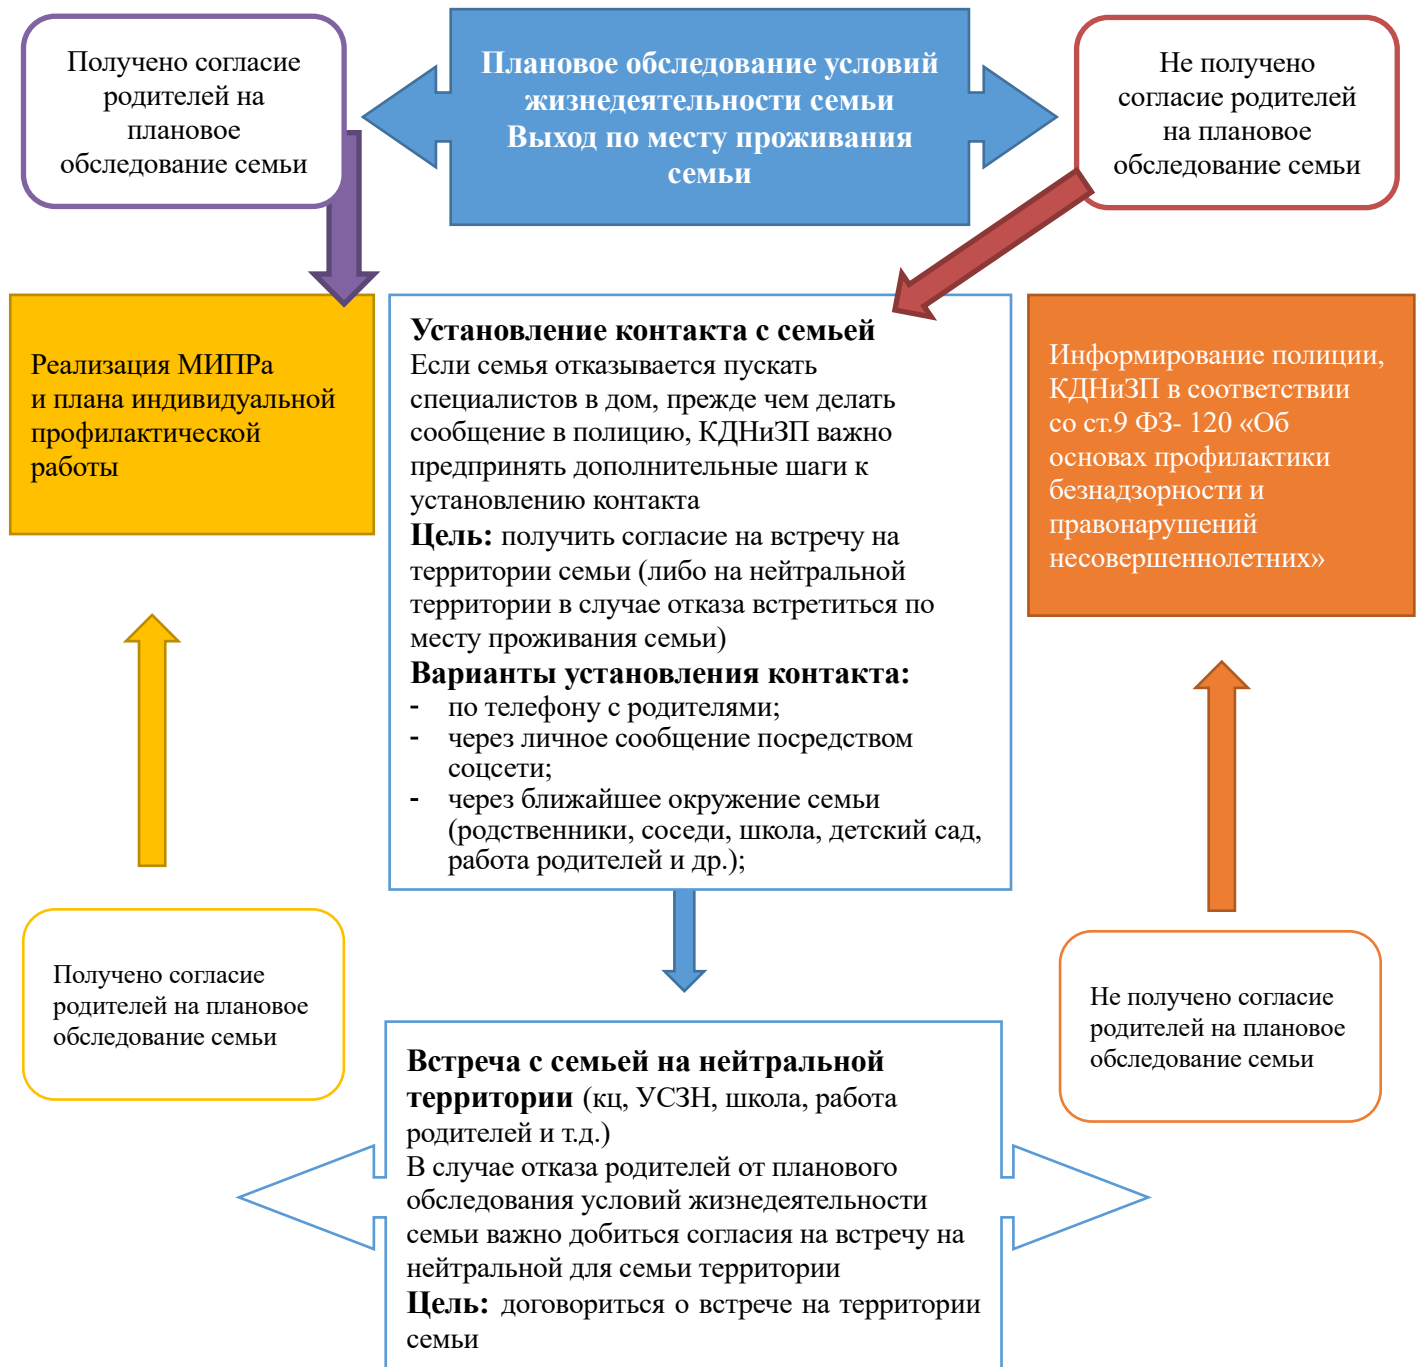 Получено согласие
родителей на
плановое
обследование семьи
Плановое обследование условий
жизнедеятельности семьи
Выход по месту проживания
семьи
Не получено
согласие родителей
на плановое
обследование семьи
Реализация МИПРа
и плана индивидуальной
профилактической
работы
Установление контакта с семьей
Если семья отказывается пускать
специалистов в дом, прежде чем делать
сообщение в полицию, КДНиЗП важно
предпринять дополнительные шаги к
установлению контакта
Цель: получить согласие на встречу на
территории семьи (либо на нейтральной
территории в случае отказа встретиться по
месту проживания семьи)
Варианты установления контакта:
- по телефону с родителями;
- через личное сообщение посредством
соцсети;
- через ближайшее окружение семьи
(родственники, соседи, школа, детский сад,
работа родителей и др.);
Информирование полиции,
КДНиЗП в соответствии
со ст.9 ФЗ- 120 «Об
основах профилактики
безнадзорности и
правонарушений
несовершеннолетних»
Получено согласие
родителей на плановое
обследование семьи
Встреча с семьей на нейтральной
территории (кц, УСЗН, школа, работа
родителей и т.д.)
В случае отказа родителей от планового
обследования условий жизнедеятельности
семьи важно добиться согласия на встречу на
нейтральной для семьи территории
Цель: договориться о встрече на территории
семьи
Не получено согласие
родителей на плановое
обследование семьи